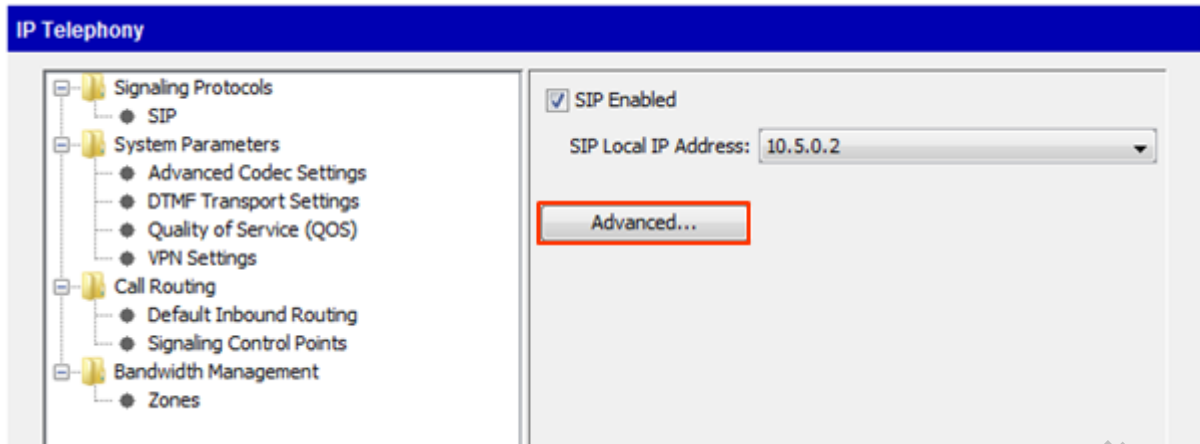 IP Telephony
Signaling Protocols
SIP
System Parameters
Advanced Codec Settings
DTMF Transport Settings
Quality of Service (QOS)
VPN Settings
Call Routing
Default Inbound Routing
Signaling Control Points
Bandwidth Management
Zones
SIP Enabled
SIP Local IP Address: 10.5.0.2
Advanced...